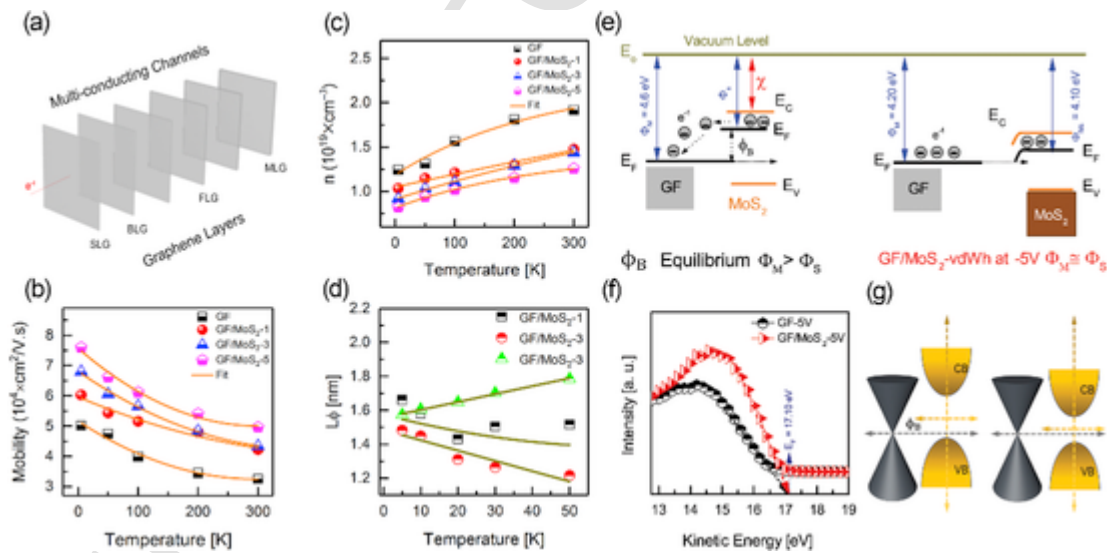 (a)
Multi-conducting Channels
MLG
FLG
BLG
SLG
e⁻
Graphene Layers
(b)
Mobility (10⁴×cm²/V.s)
8
7
6
5
4
3
GF
GF/MoS₂-1
GF/MoS₂-3
GF/MoS₂-5
Fit
0 100 200 300
Temperature [K]
(c)
n (10¹⁹×cm⁻¹)
2.5
2.0
1.5
1.0
GF
GF/MoS₂-1
GF/MoS₂-3
GF/MoS₂-5
Fit
0 100 200 300
Temperature [K]
(d)
Lϕ [nm]
2.0
1.8
1.6
1.4
1.2
GF/MoS₂-1
GF/MoS₂-3
GF/MoS₂-3
0 10 20 30 40 50
Temperature [K]
(e)
Vacuum Level
E₀
Φ_M = 4.6 eV
χ
E_C
E_F
e⁻
ϕ_B
E_F
GF
E_V
MoS₂
ϕ_B Equilibrium Φ_M > Φ_S
Φ_M = 4.20 eV
≅ 4.10 eV
E_C
E_F
e⁻
E_F
GF
E_V
MoS₂
GF/MoS₂-vdWh at -5V Φ_M ≅ Φ_S
(f)
Intensity [a. u.]
GF-5V
GF/MoS₂-5V
= 17.10 eV
13 14 15 16 17 18 19
Kinetic Energy [eV]
(g)
CB
ϕ_B
VB
CB
VB